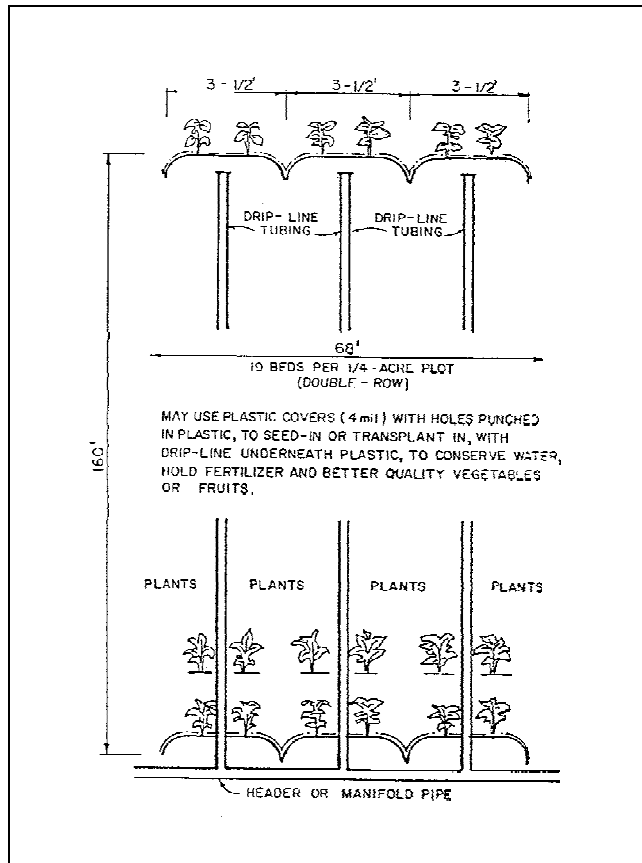 3-1/2' 3-1/2' 3-1/2'
DRIP-LINE TUBING
DRIP-LINE TUBING
68'
19 BEDS PER 1/4-ACRE PLOT
(DOUBLE-ROW)
160'
MAY USE PLASTIC COVERS (4 mil) WITH HOLES PUNCHED
IN PLASTIC, TO SEED-IN OR TRANSPLANT IN, WITH
DRIP-LINE UNDERNEATH PLASTIC, TO CONSERVE WATER,
HOLD FERTILIZER AND BETTER QUALITY VEGETABLES
OR FRUITS.
PLANTS PLANTS PLANTS PLANTS
HEADER OR MANIFOLD PIPE